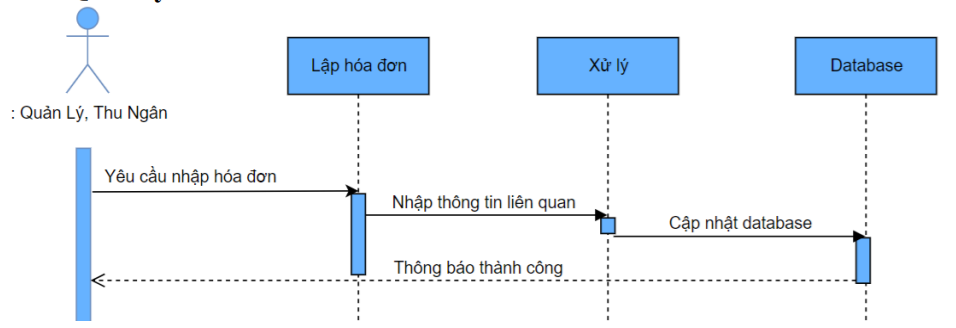 Lập hóa đơn
Xử lý
Database
: Quản Lý, Thu Ngân
Yêu cầu nhập hóa đơn
Nhập thông tin liên quan
Cập nhật database
Thông báo thành công